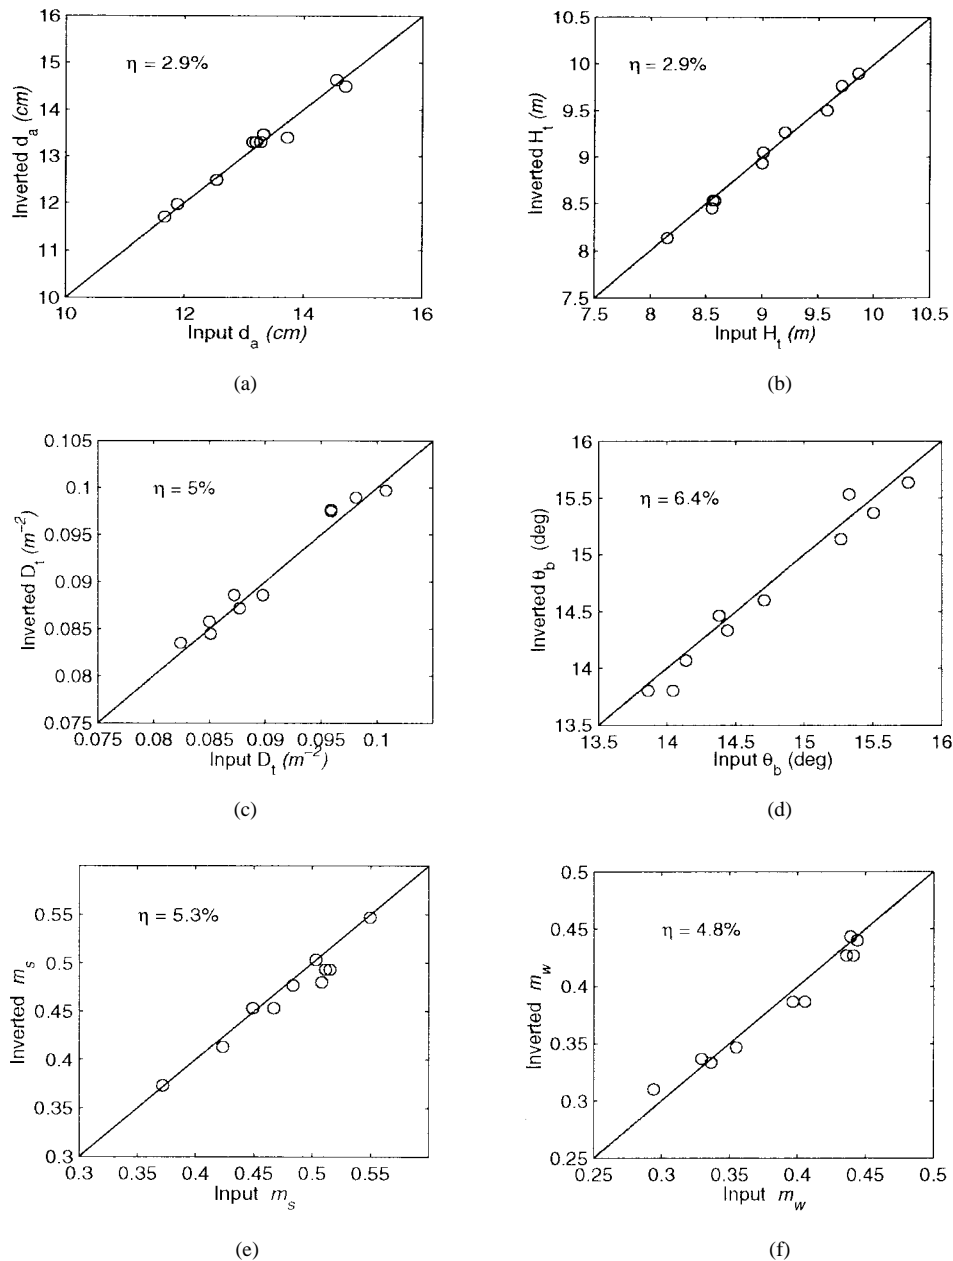 16
15
14
13
12
11
10
Inverted d_a (cm)
η = 2.9%
10 12 14 16
Input d_a (cm)
(a)
10.5
10
9.5
9
8.5
8
7.5
Inverted H_t (m)
η = 2.9%
7.5 8 8.5 9 9.5 10 10.5
Input H_t (m)
(b)
0.105
0.1
0.095
0.09
0.085
0.08
0.075
Inverted D_t (m⁻²)
η = 5%
0.075 0.08 0.085 0.09 0.095 0.1
Input D_t (m⁻²)
(c)
16
15.5
15
14.5
14
13.5
Inverted θ_b (deg)
η = 6.4%
13.5 14 14.5 15 15.5 16
Input θ_b (deg)
(d)
0.55
0.5
0.45
0.4
0.35
0.3
Inverted m_s
η = 5.3%
0.3 0.35 0.4 0.45 0.5 0.55
Input m_s
(e)
0.5
0.45
0.4
0.35
0.3
0.25
Inverted m_w
η = 4.8%
0.25 0.3 0.35 0.4 0.45 0.5
Input m_w
(f)